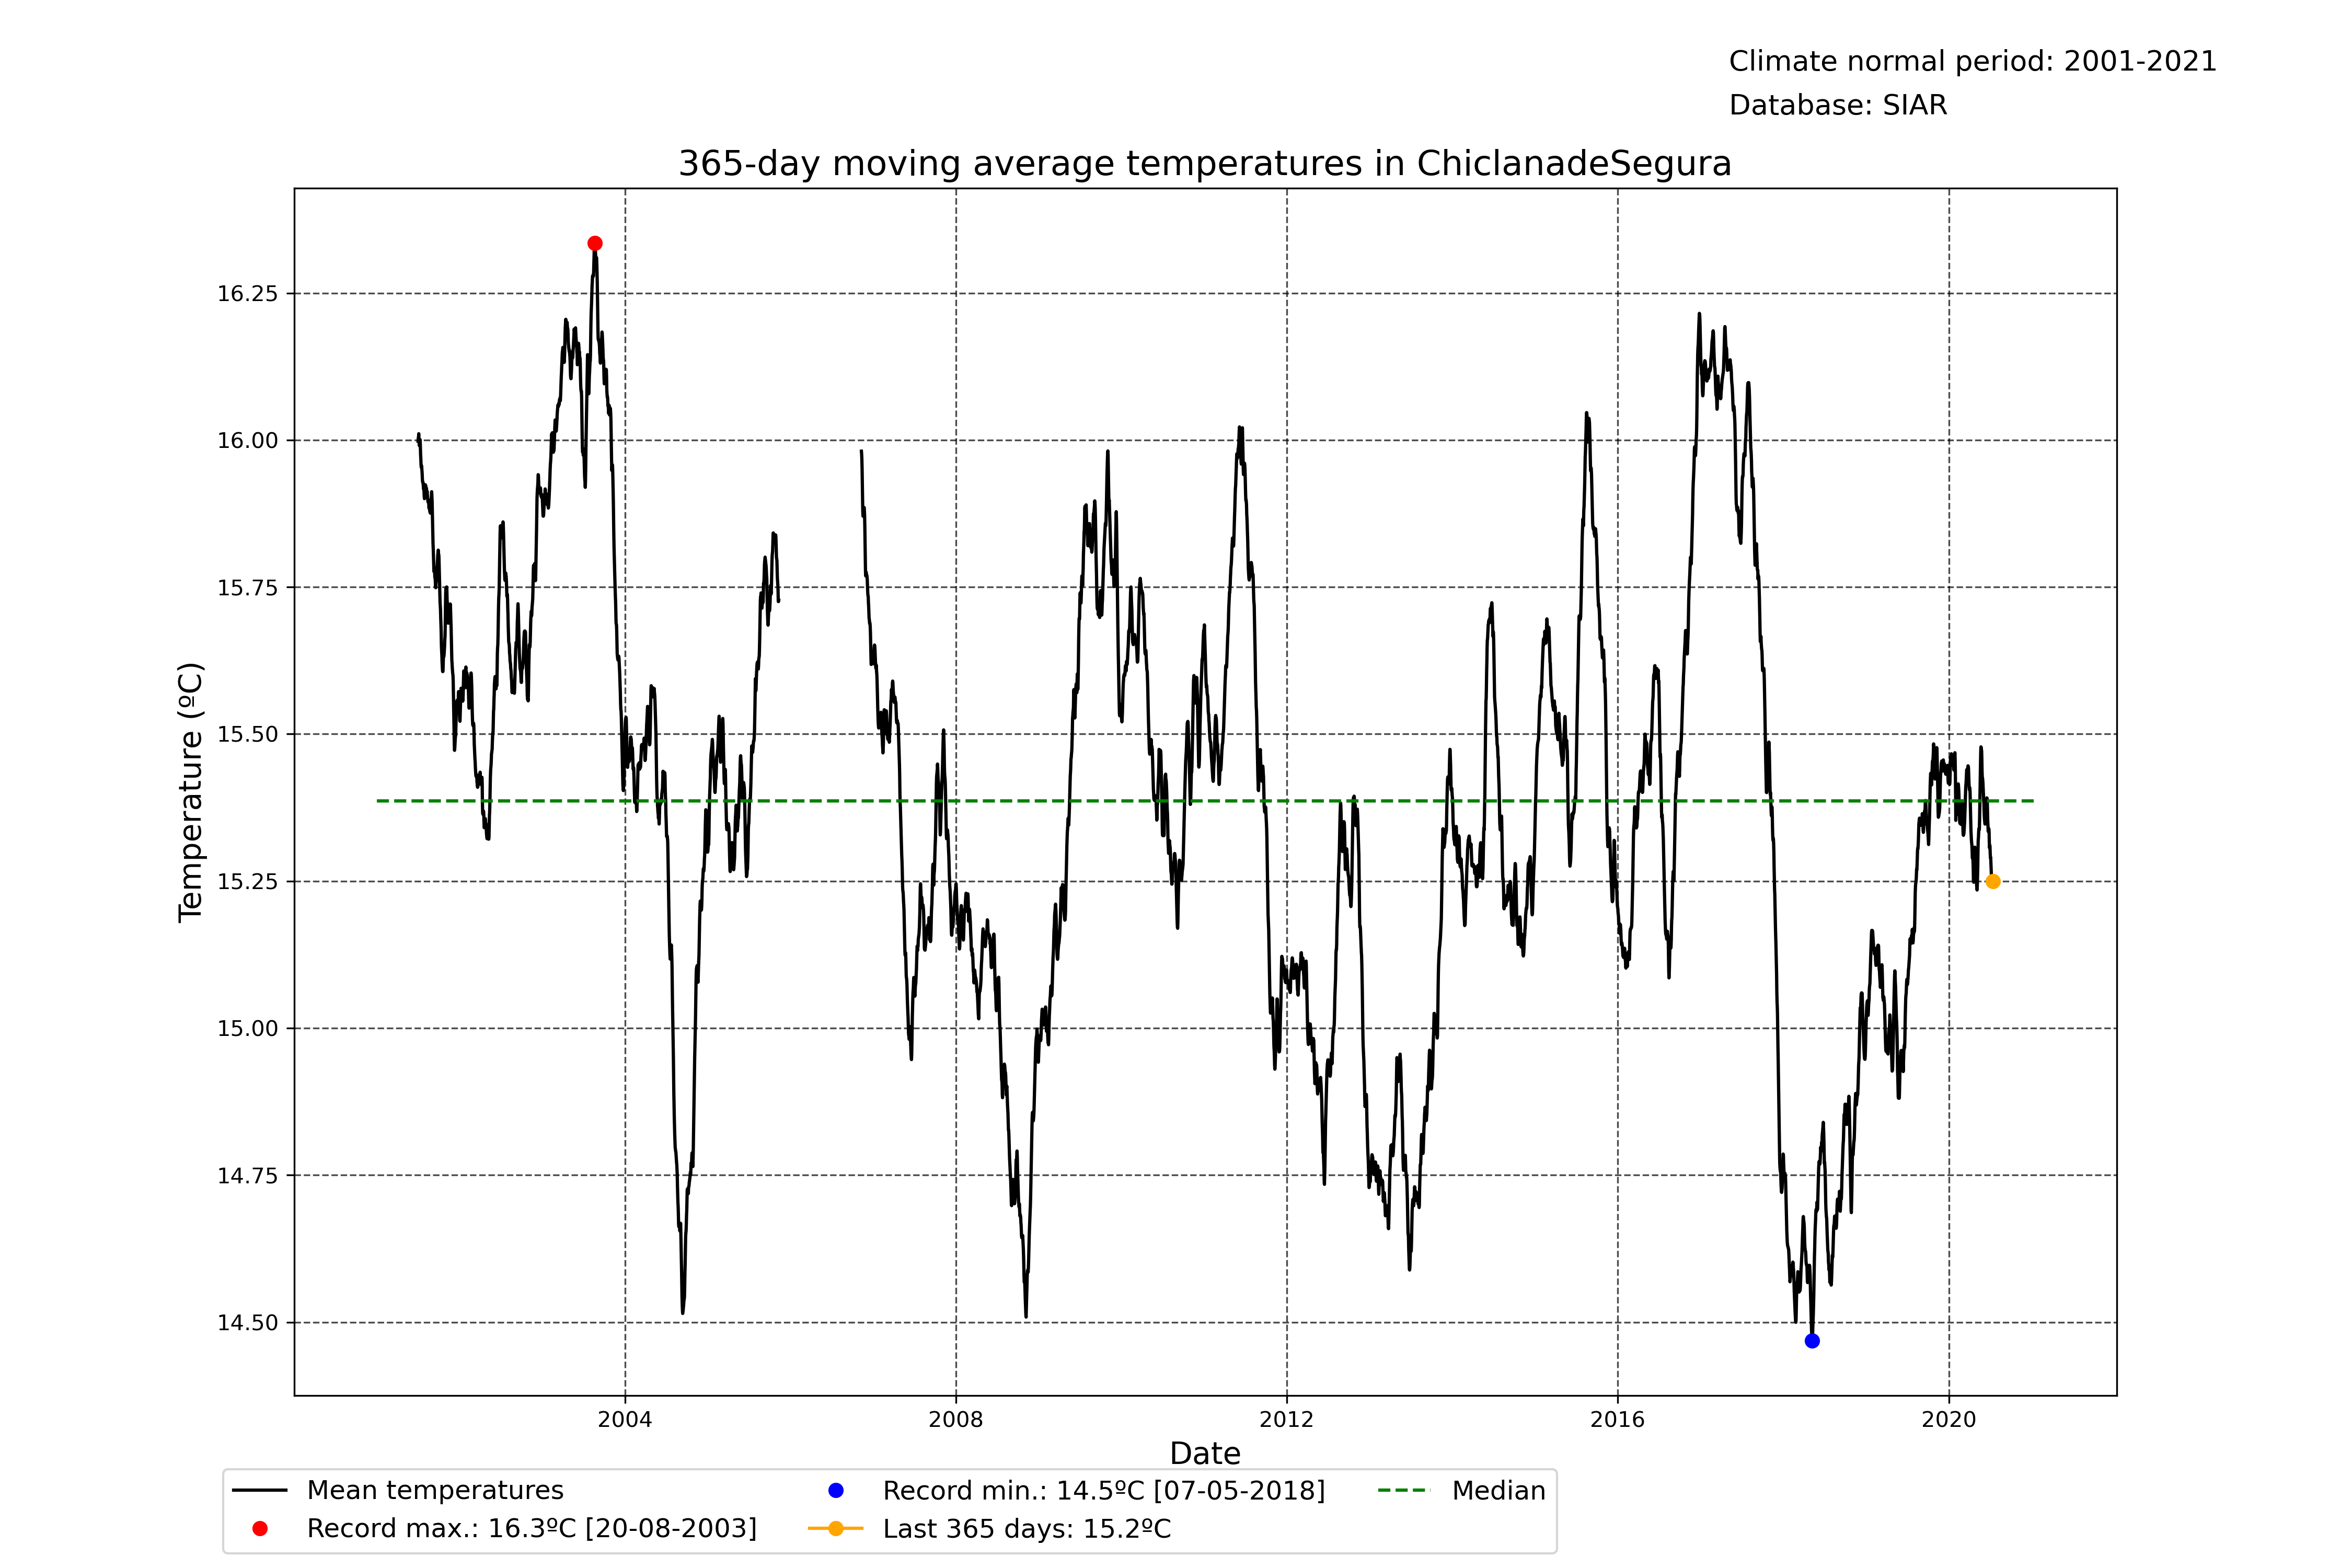 Climate normal period: 2001-2021
Database: SIAR
365-day moving average temperatures in ChiclanadeSegura
Temperature (ºC)
16.25
16.00
15.75
15.50
15.25
15.00
14.75
14.50
2004 2008 2012 2016 2020
Date
Mean temperatures
Record max.: 16.3ºC [20-08-2003]
Record min.: 14.5ºC [07-05-2018]
Last 365 days: 15.2ºC
Median